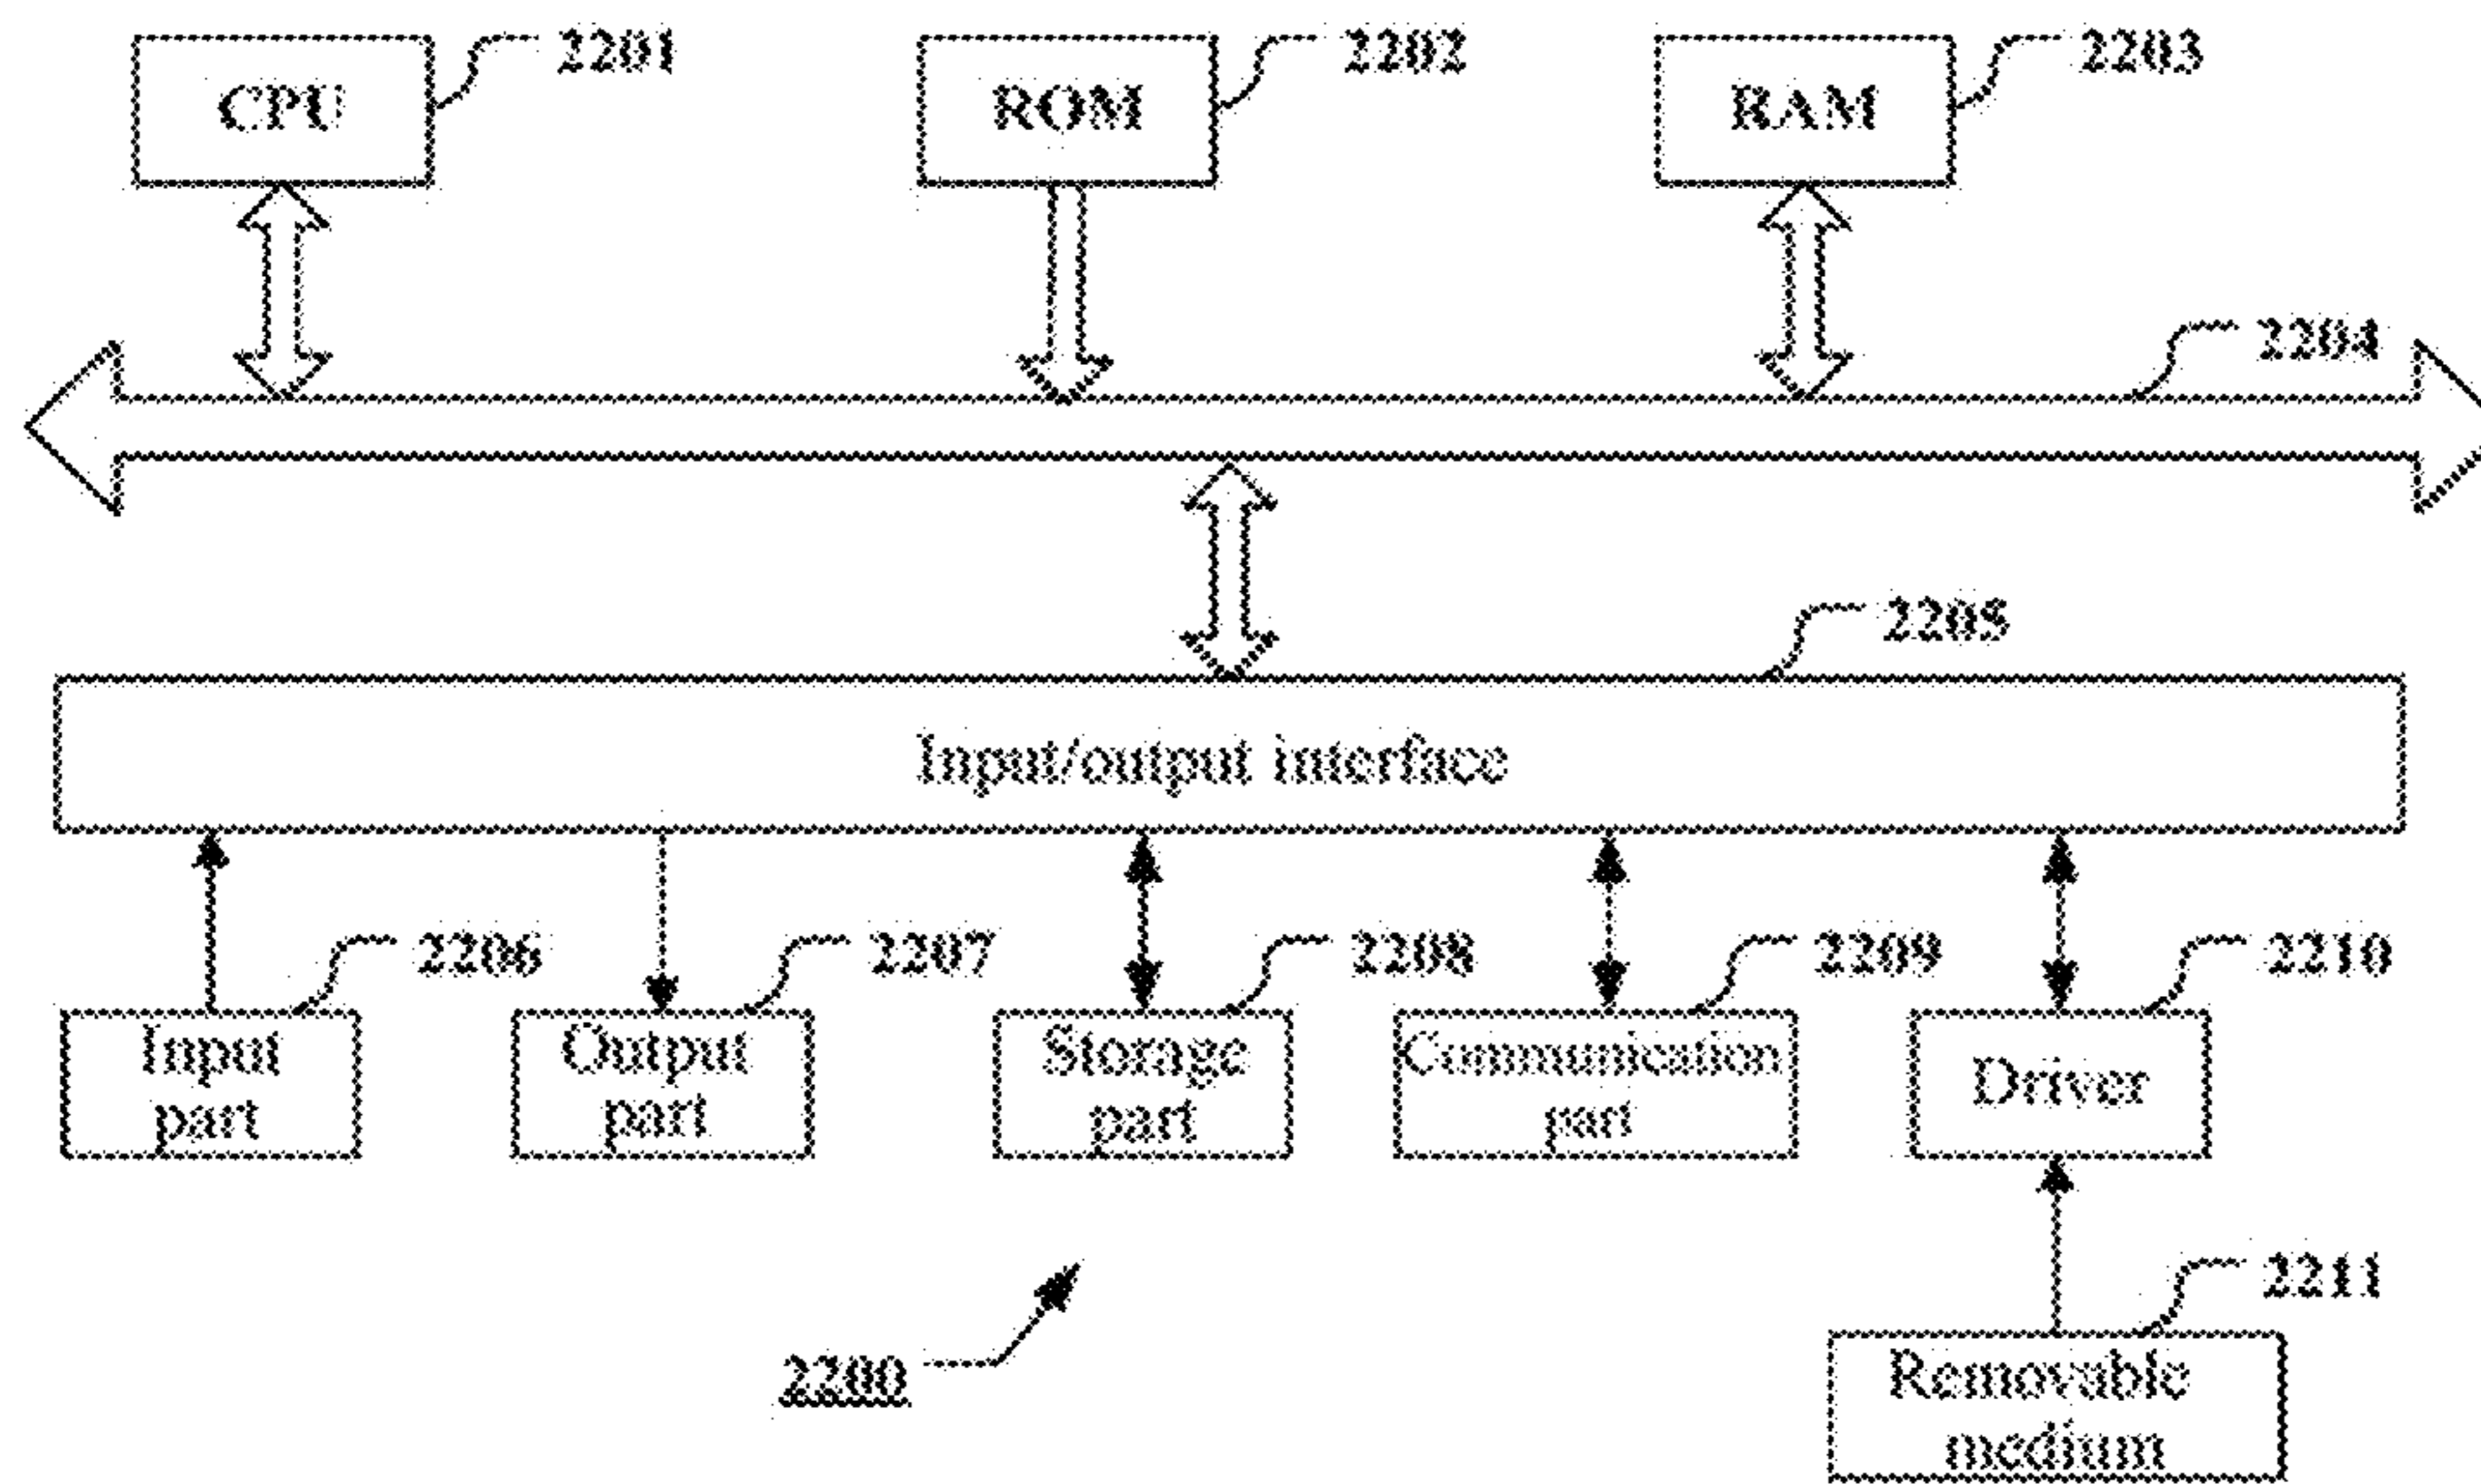 CPU
2201
ROM
2202
RAM
2203
2204
2205
Input/output interface
2206
2207
2208
2209
2210
Input
part
Output
part
Storage
part
Communication
part
Driver
2211
2200
Removable
medium